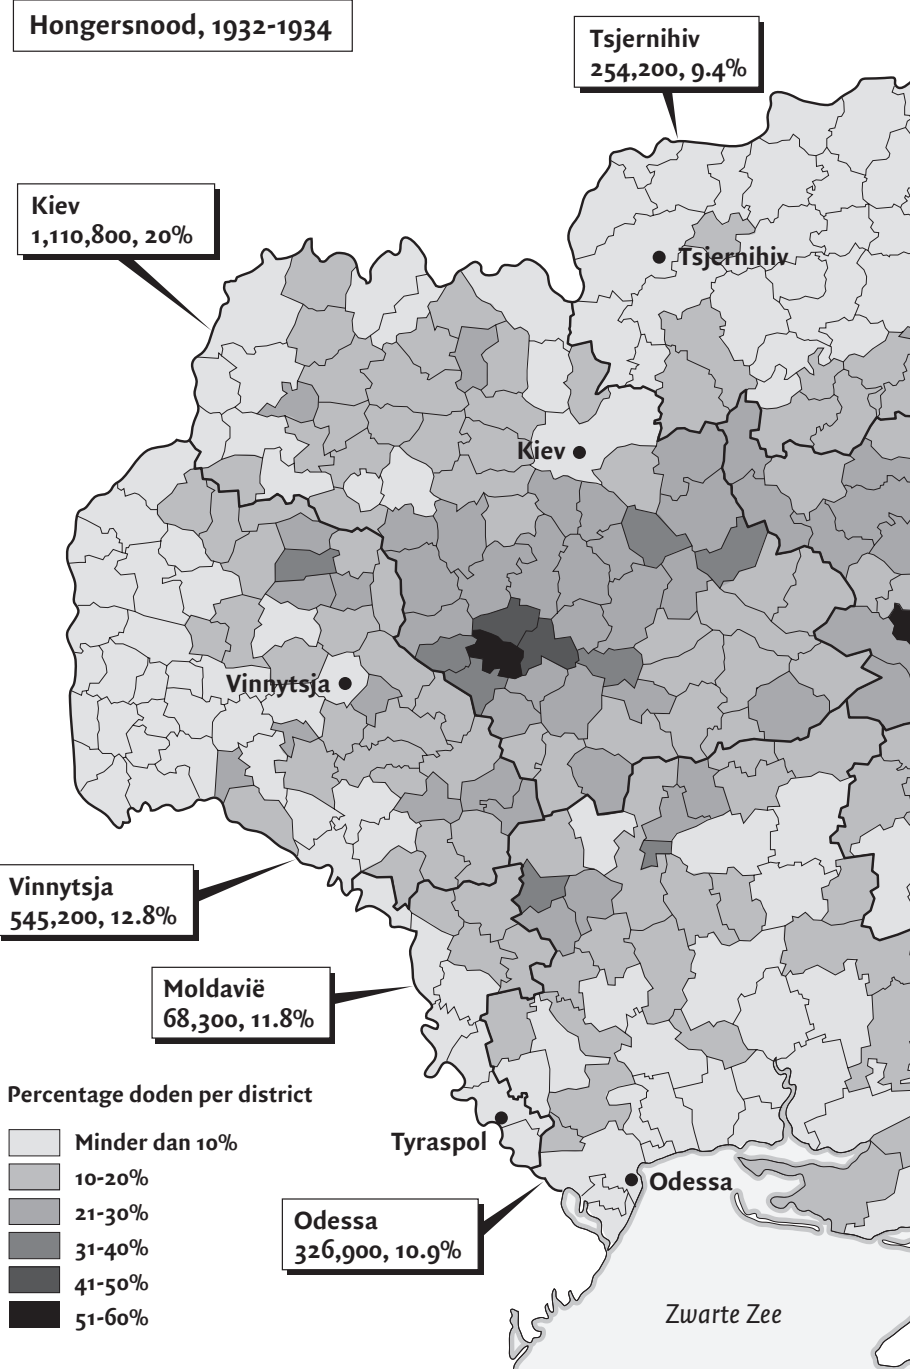 Hongersnood, 1932-1934
Tsjernihiv
254,200, 9.4%
Kiev
1,110,800, 20%
Tsjernihiv
Kiev
Vinnytsja
Vinnytsja
545,200, 12.8%
Moldavië
68,300, 11.8%
Percentage doden per district
Minder dan 10%
10-20%
21-30%
31-40%
41-50%
51-60%
Tyraspol
Odessa
Odessa
326,900, 10.9%
Zwarte Zee